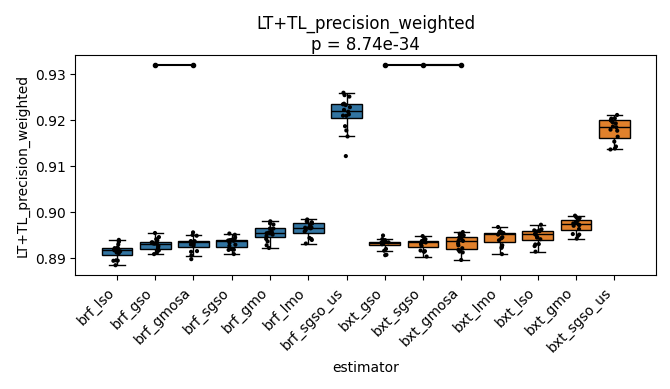 LT+TL_precision_weighted
p = 8.74e-34
LT+TL_precision_weighted
0.93
0.92
0.91
0.90
0.89
brf_lso
brf_gso
brf_gmosa
brf_sgso
brf_gmo
brf_lmo
brf_sgso_us
bxt_gso
bxt_sgso
bxt_gmosa
bxt_lmo
bxt_lso
bxt_gmo
bxt_sgso_us
estimator